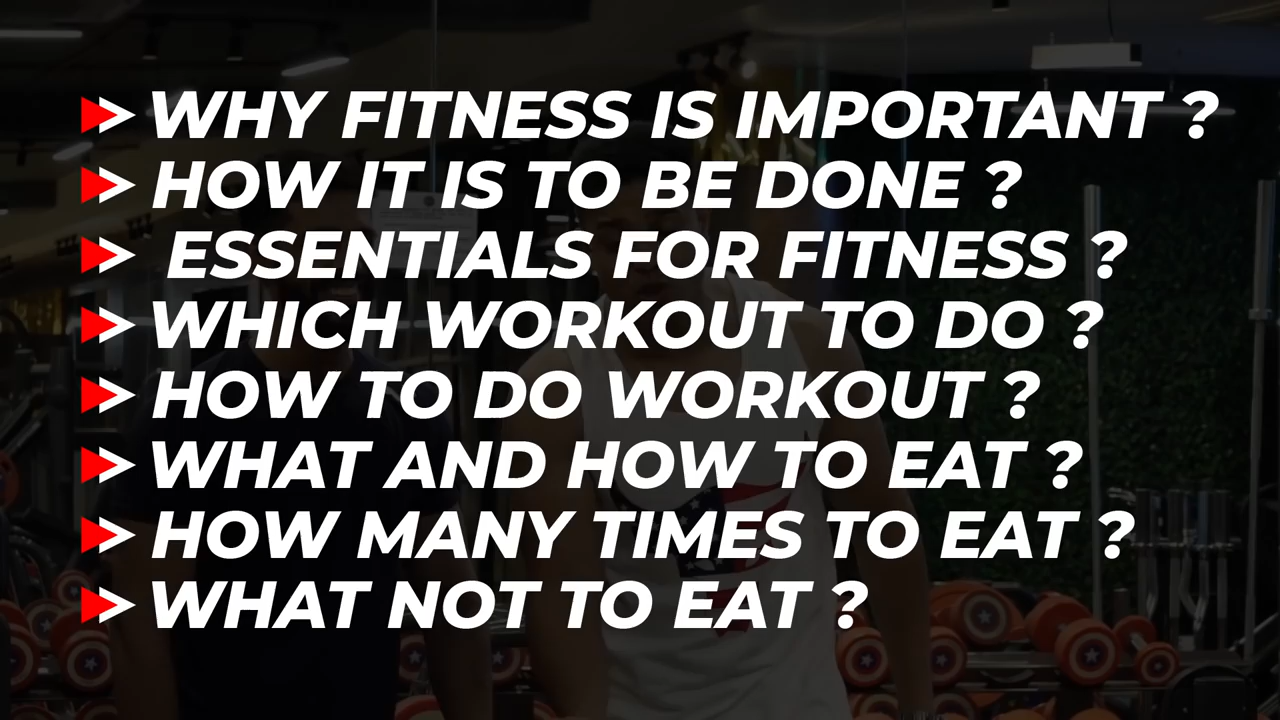 WHY FITNESS IS IMPORTANT ?
HOW IT IS TO BE DONE ?
ESSENTIALS FOR FITNESS ?
WHICH WORKOUT TO DO ?
HOW TO DO WORKOUT ?
WHAT AND HOW TO EAT ?
HOW MANY TIMES TO EAT ?
WHAT NOT TO EAT ?